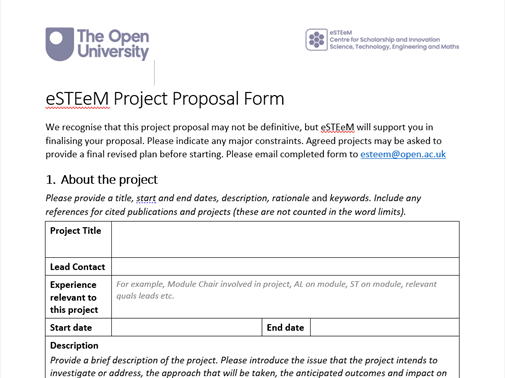 The Open
University
eSTEeM
Centre for Scholarship and Innovation
Science, Technology, Engineering and Maths
eSTEeM Project Proposal Form
We recognise that this project proposal may not be definitive, but eSTEeM will support you in
finalising your proposal. Please indicate any major constraints. Agreed projects may be asked to
provide a final revised plan before starting. Please email completed form to esteem@open.ac.uk
1. About the project
Please provide a title, start and end dates, description, rationale and keywords. Include any
references for cited publications and projects (these are not counted in the word limits).
Project Title
Lead Contact
Experience
relevant to
this project
For example, Module Chair involved in project, AL on module, ST on module, relevant
quals leads etc.
Start date
End date
Description
Provide a brief description of the project. Please introduce the issue that the project intends to
investigate or address, the approach that will be taken, the anticipated outcomes and impact on